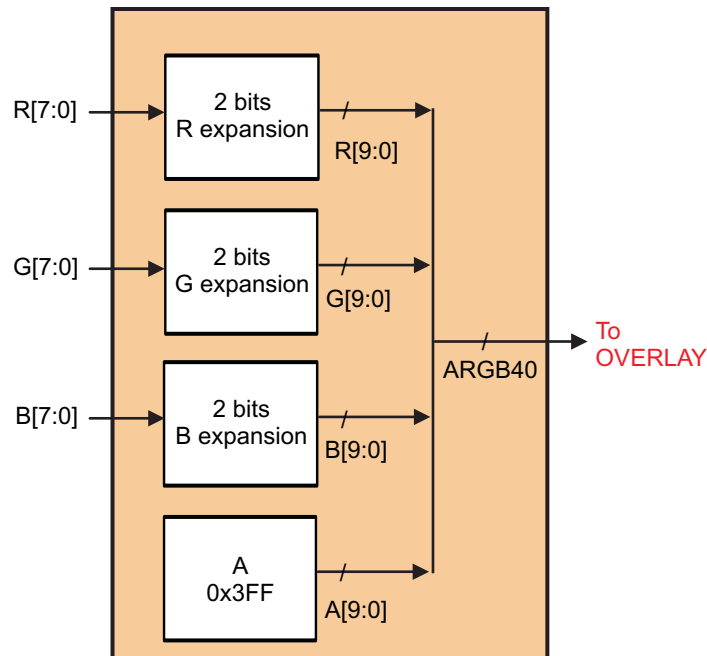 R[7:0]
2 bits
R expansion
R[9:0]
G[7:0]
2 bits
G expansion
G[9:0]
To
OVERLAY
ARGB40
B[7:0]
2 bits
B expansion
B[9:0]
A
0x3FF
A[9:0]